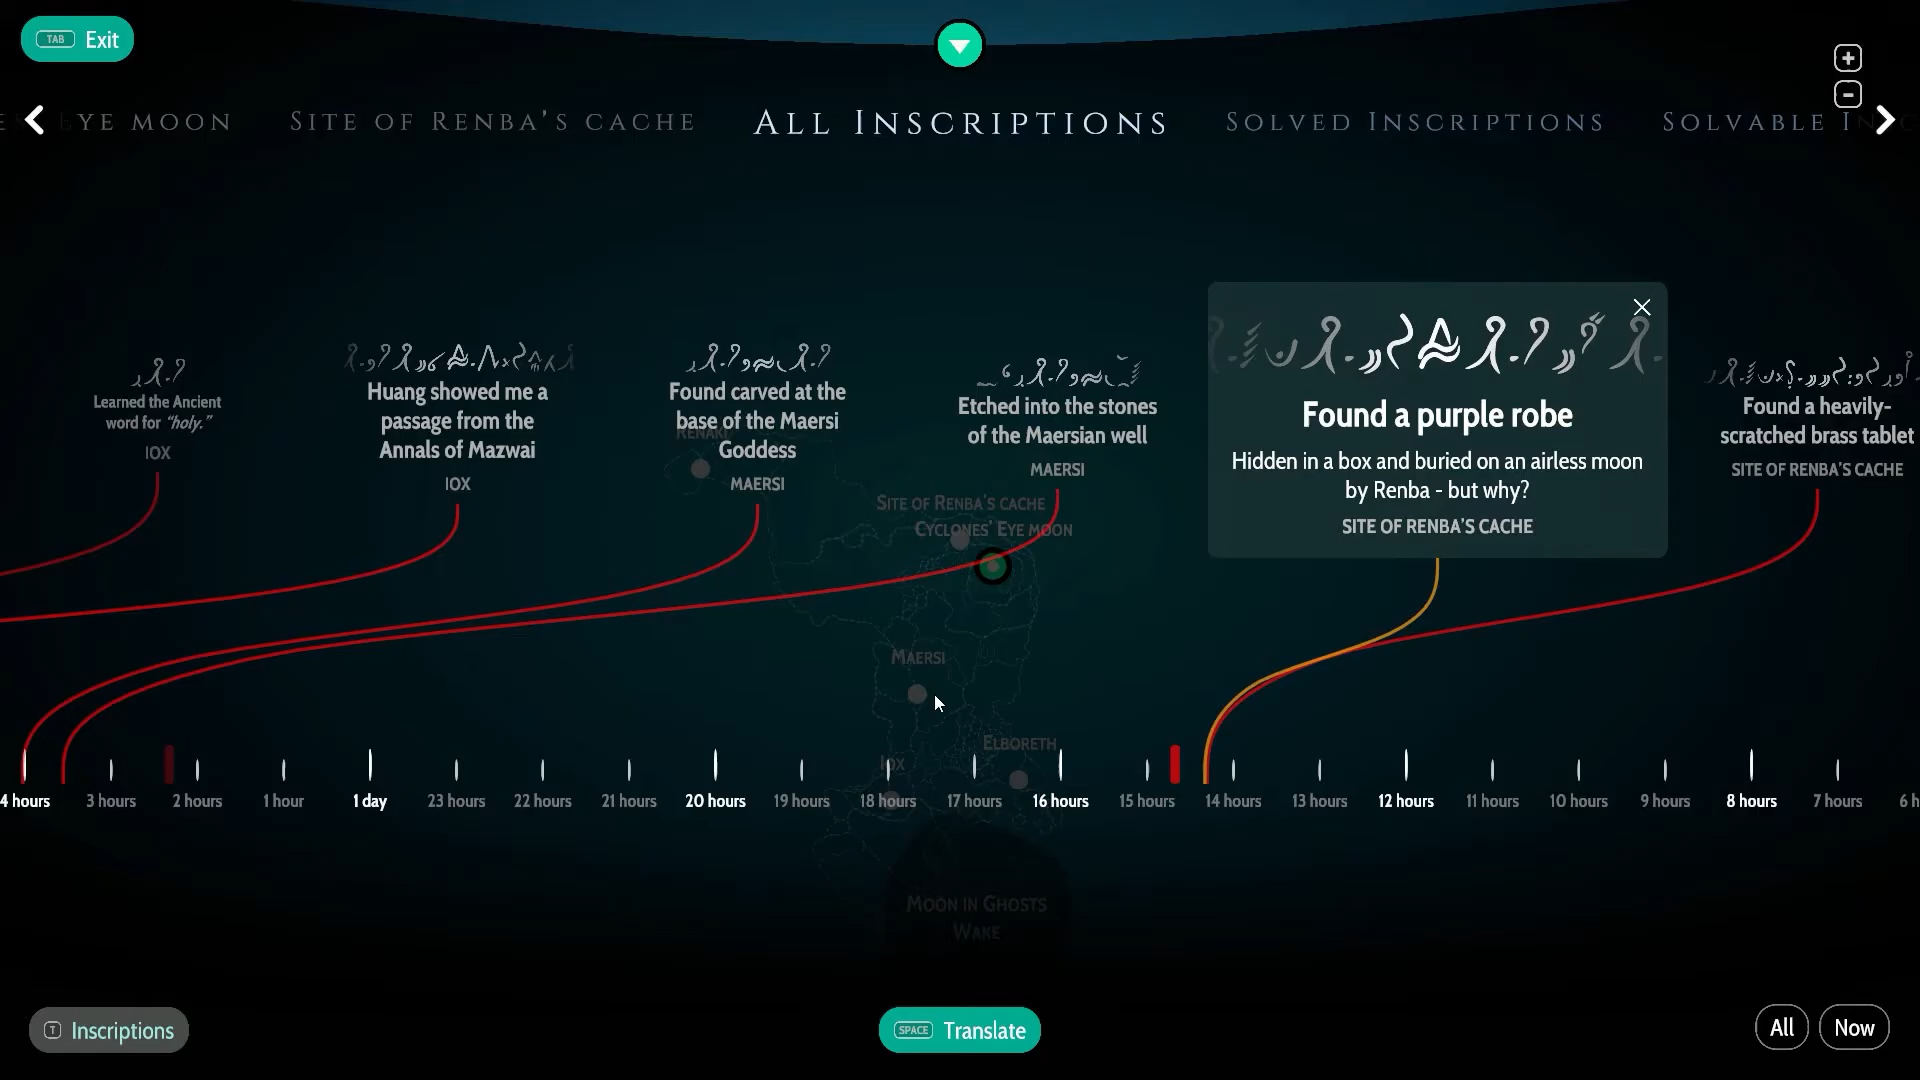 TAB Exit
YE MOON
SITE OF RENBA'S CACHE
ALL INSCRIPTIONS
SOLVED INSCRIPTIONS
SOLVABLE
Learned the Ancient
word for "holy."
IOX
Huang showed me a
passage from the
Annals of Mazwai
IOX
Found carved at the
base of the Maersi
Goddess
MAERSI
Etched into the stones
of the Maersian well
MAERSI
Found a purple robe
Hidden in a box and buried on an airless moon
by Renba - but why?
SITE OF RENBA'S CACHE
Found a heavily-
scratched brass tablet
SITE OF RENBA'S CACHE
SITE OF RENBA'S CACHE
CYCLONES' EYE MOON
MAERSI
ELBORETH
IOX
4 hours
3 hours
2 hours
1 hour
1 day
23 hours
22 hours
21 hours
20 hours
19 hours
18 hours
17 hours
16 hours
15 hours
14 hours
13 hours
12 hours
11 hours
10 hours
9 hours
8 hours
7 hours
6 h
MOON IN GHOSTS
WAKE
T Inscriptions
SPACE Translate
All
Now